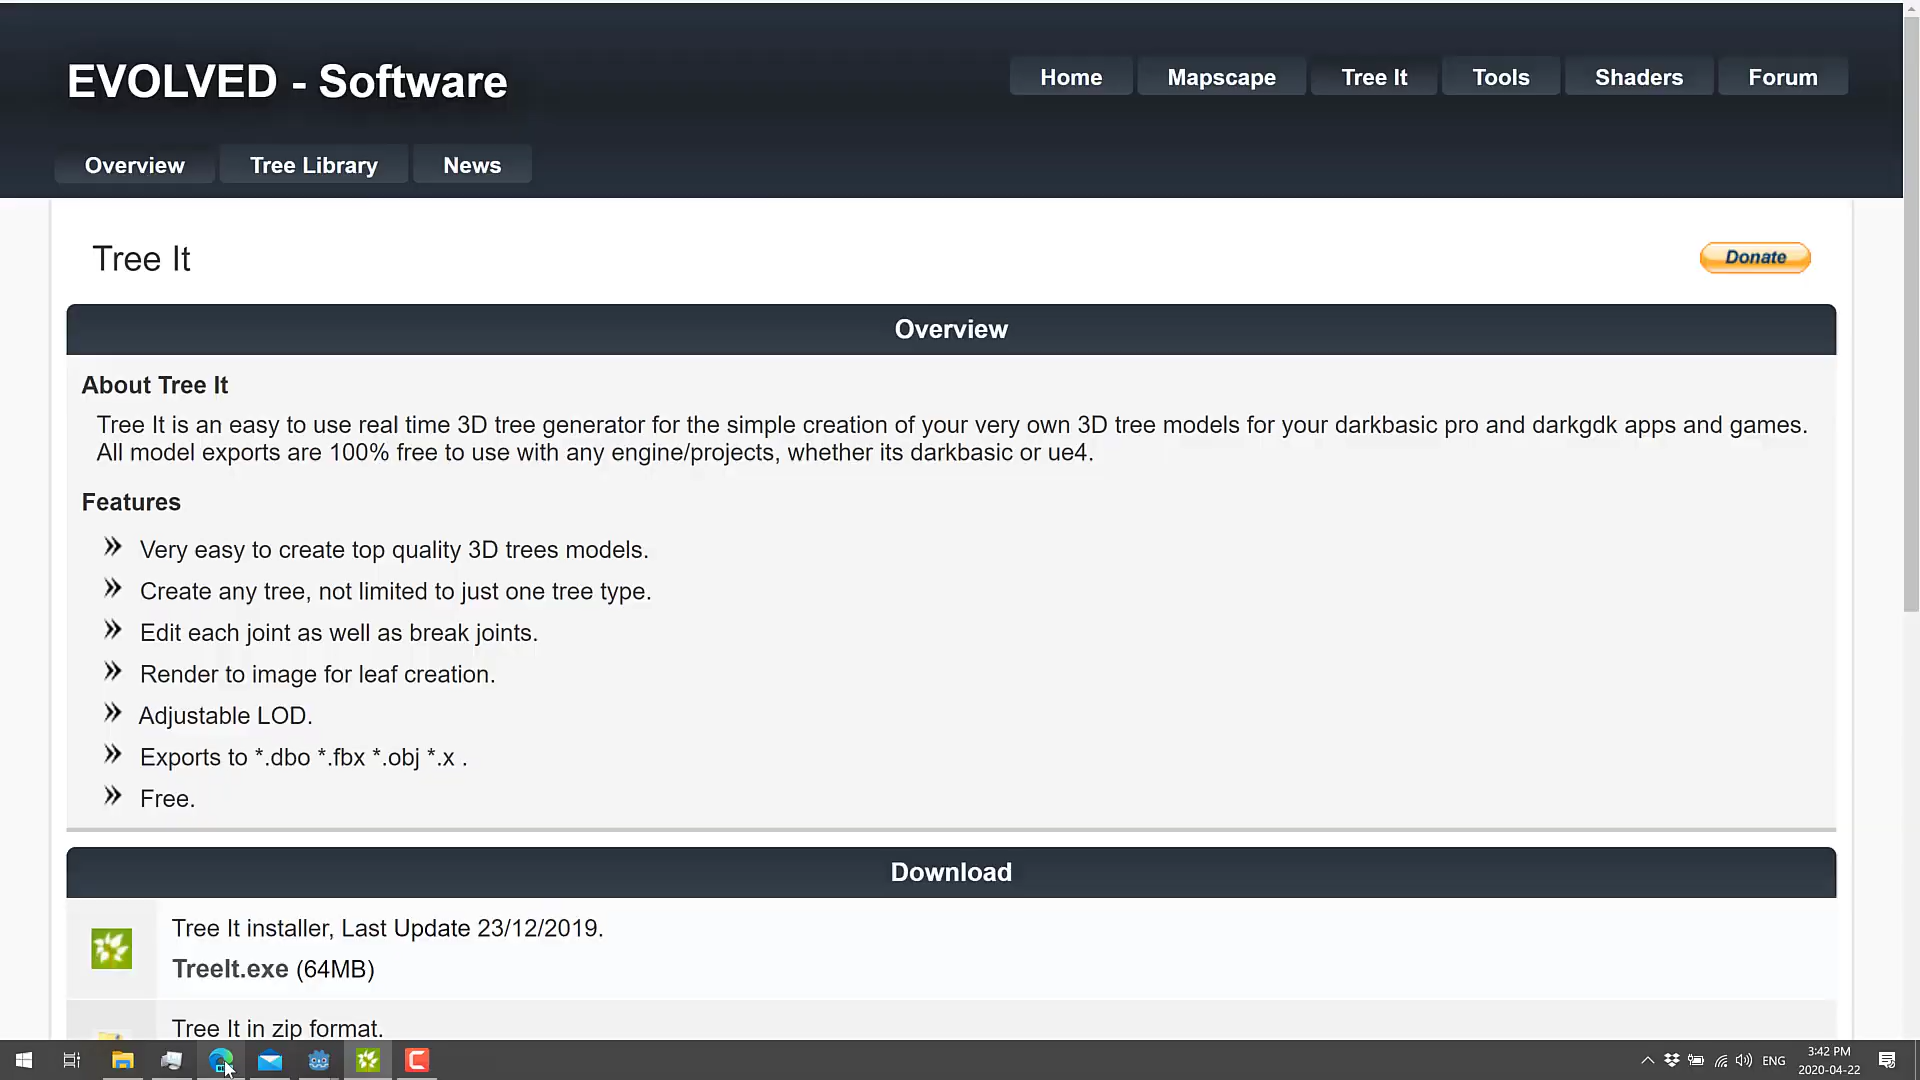 EVOLVED - Software
Home
Mapscape
Tree It
Tools
Shaders
Forum
Overview
Tree Library
News
Tree It
Donate
Overview
About Tree It
Tree It is an easy to use real time 3D tree generator for the simple creation of your very own 3D tree models for your darkbasic pro and darkgdk apps and games.
All model exports are 100% free to use with any engine/projects, whether its darkbasic or ue4.
Features
Very easy to create top quality 3D trees models.
Create any tree, not limited to just one tree type.
Edit each joint as well as break joints.
Render to image for leaf creation.
Adjustable LOD.
Exports to *.dbo *.fbx *.obj *.x .
Free.
Download
Tree It installer, Last Update 23/12/2019.
TreeIt.exe (64MB)
Tree It in zip format.
ENG
3:42 PM
2020-04-22